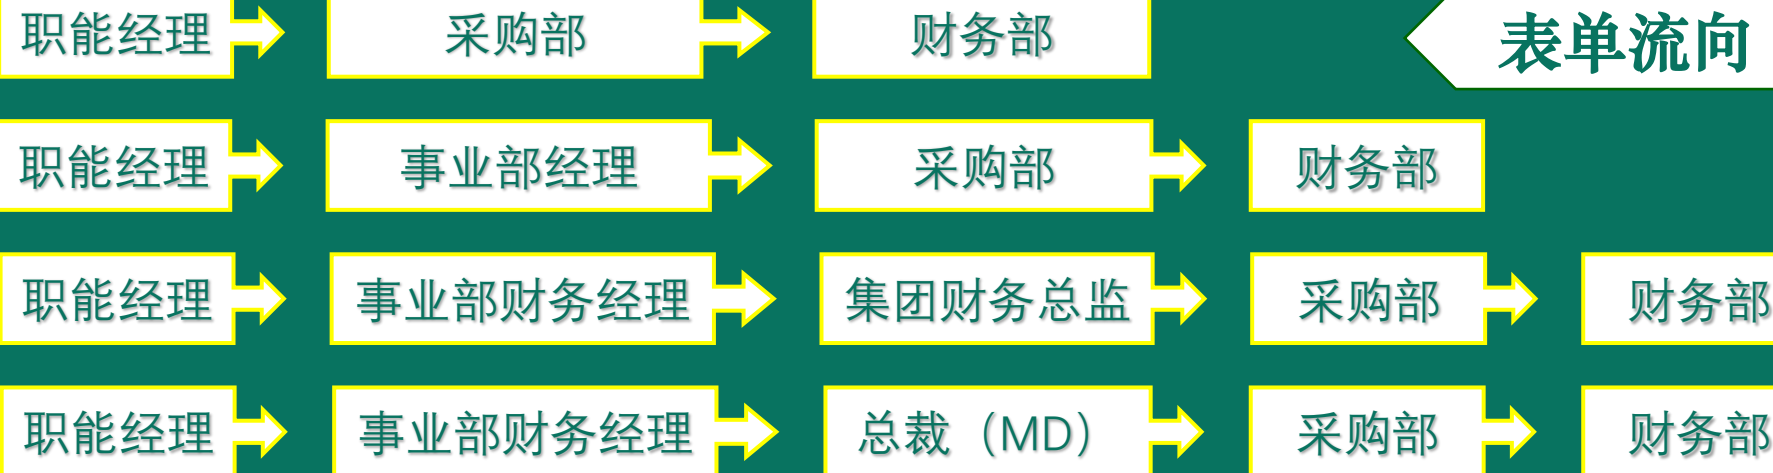 职能经理 采购部 财务部 表单流向
职能经理 事业部经理 采购部 财务部
职能经理 事业部财务经理 集团财务总监 采购部 财务部
职能经理 事业部财务经理 总裁（MD） 采购部 财务部